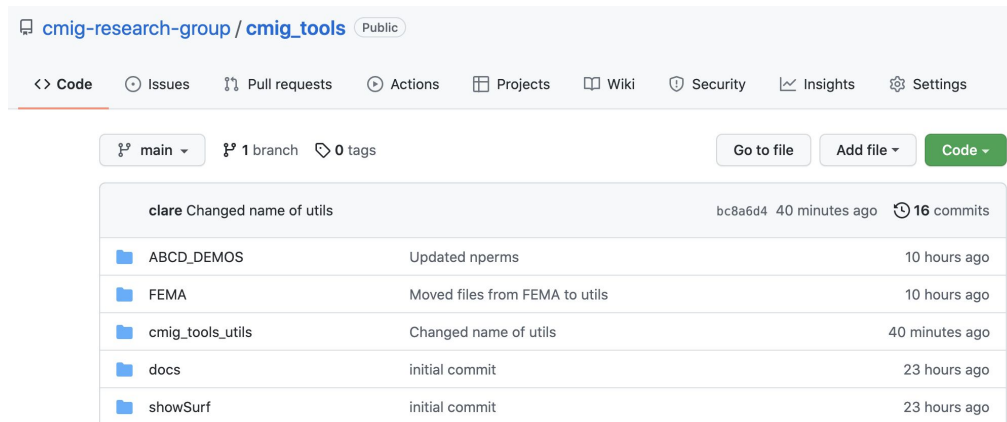 cmig-research-group / cmig_tools Public
Code Issues Pull requests Actions Projects Wiki Security Insights Settings
main 1 branch 0 tags Go to file Add file Code
clare Changed name of utils bc8a6d4 40 minutes ago 16 commits
ABCD_DEMOS Updated nperms 10 hours ago
FEMA Moved files from FEMA to utils 10 hours ago
cmig_tools_utils Changed name of utils 40 minutes ago
docs initial commit 23 hours ago
showSurf initial commit 23 hours ago